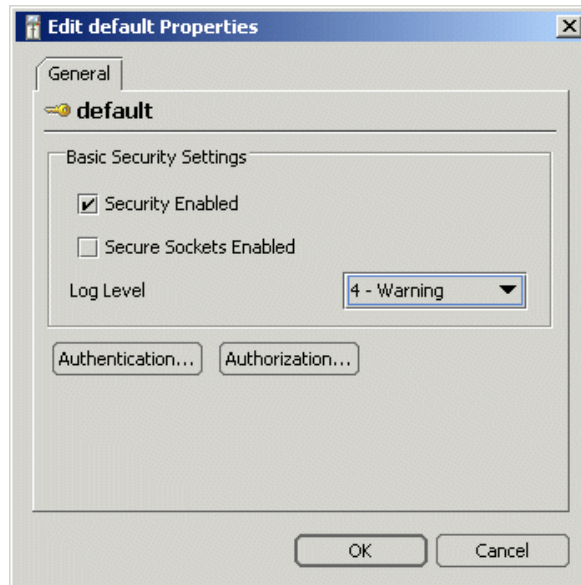 Edit default Properties
General
default
Basic Security Settings
Security Enabled
Secure Sockets Enabled
Log Level 4 - Warning
Authentication... Authorization...
OK Cancel